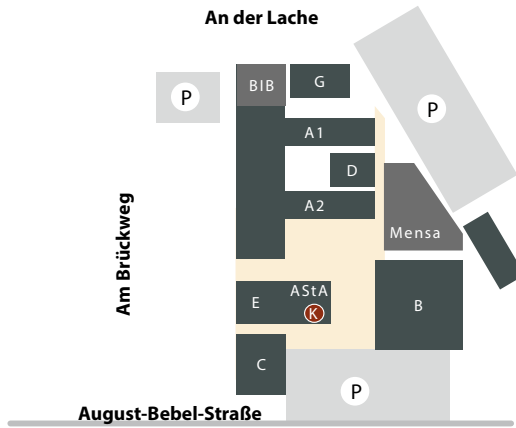 An der Lache
BIB
G
P
P
A1
D
A2
Mensa
Am Brückweg
AStA
E
K
B
C
P
August-Bebel-Straße